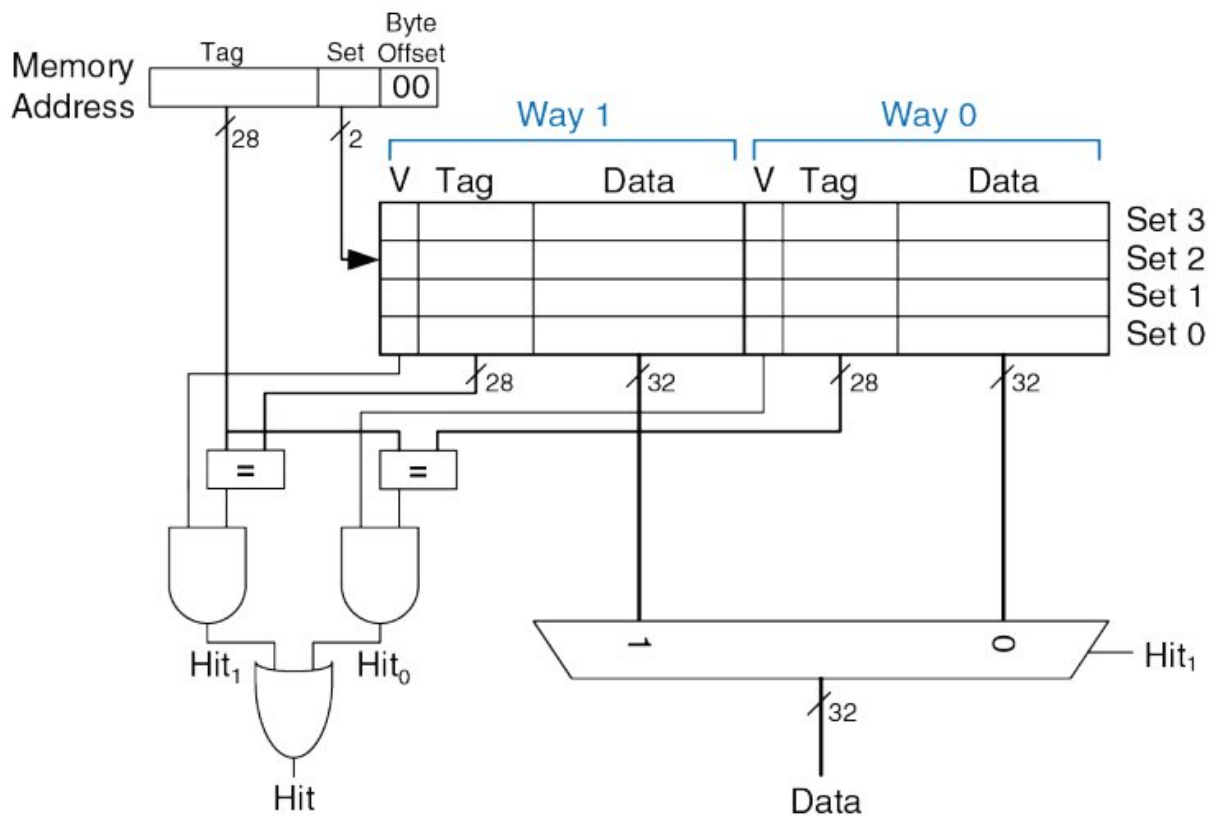 Byte
Tag Set Offset
Memory
Address
00
28
2
Way 1 Way 0
V Tag Data V Tag Data
Set 3
Set 2
Set 1
Set 0
28 32 28 32
= =
1 0
Hit₁ Hit₀ Hit₁
32
Hit Data